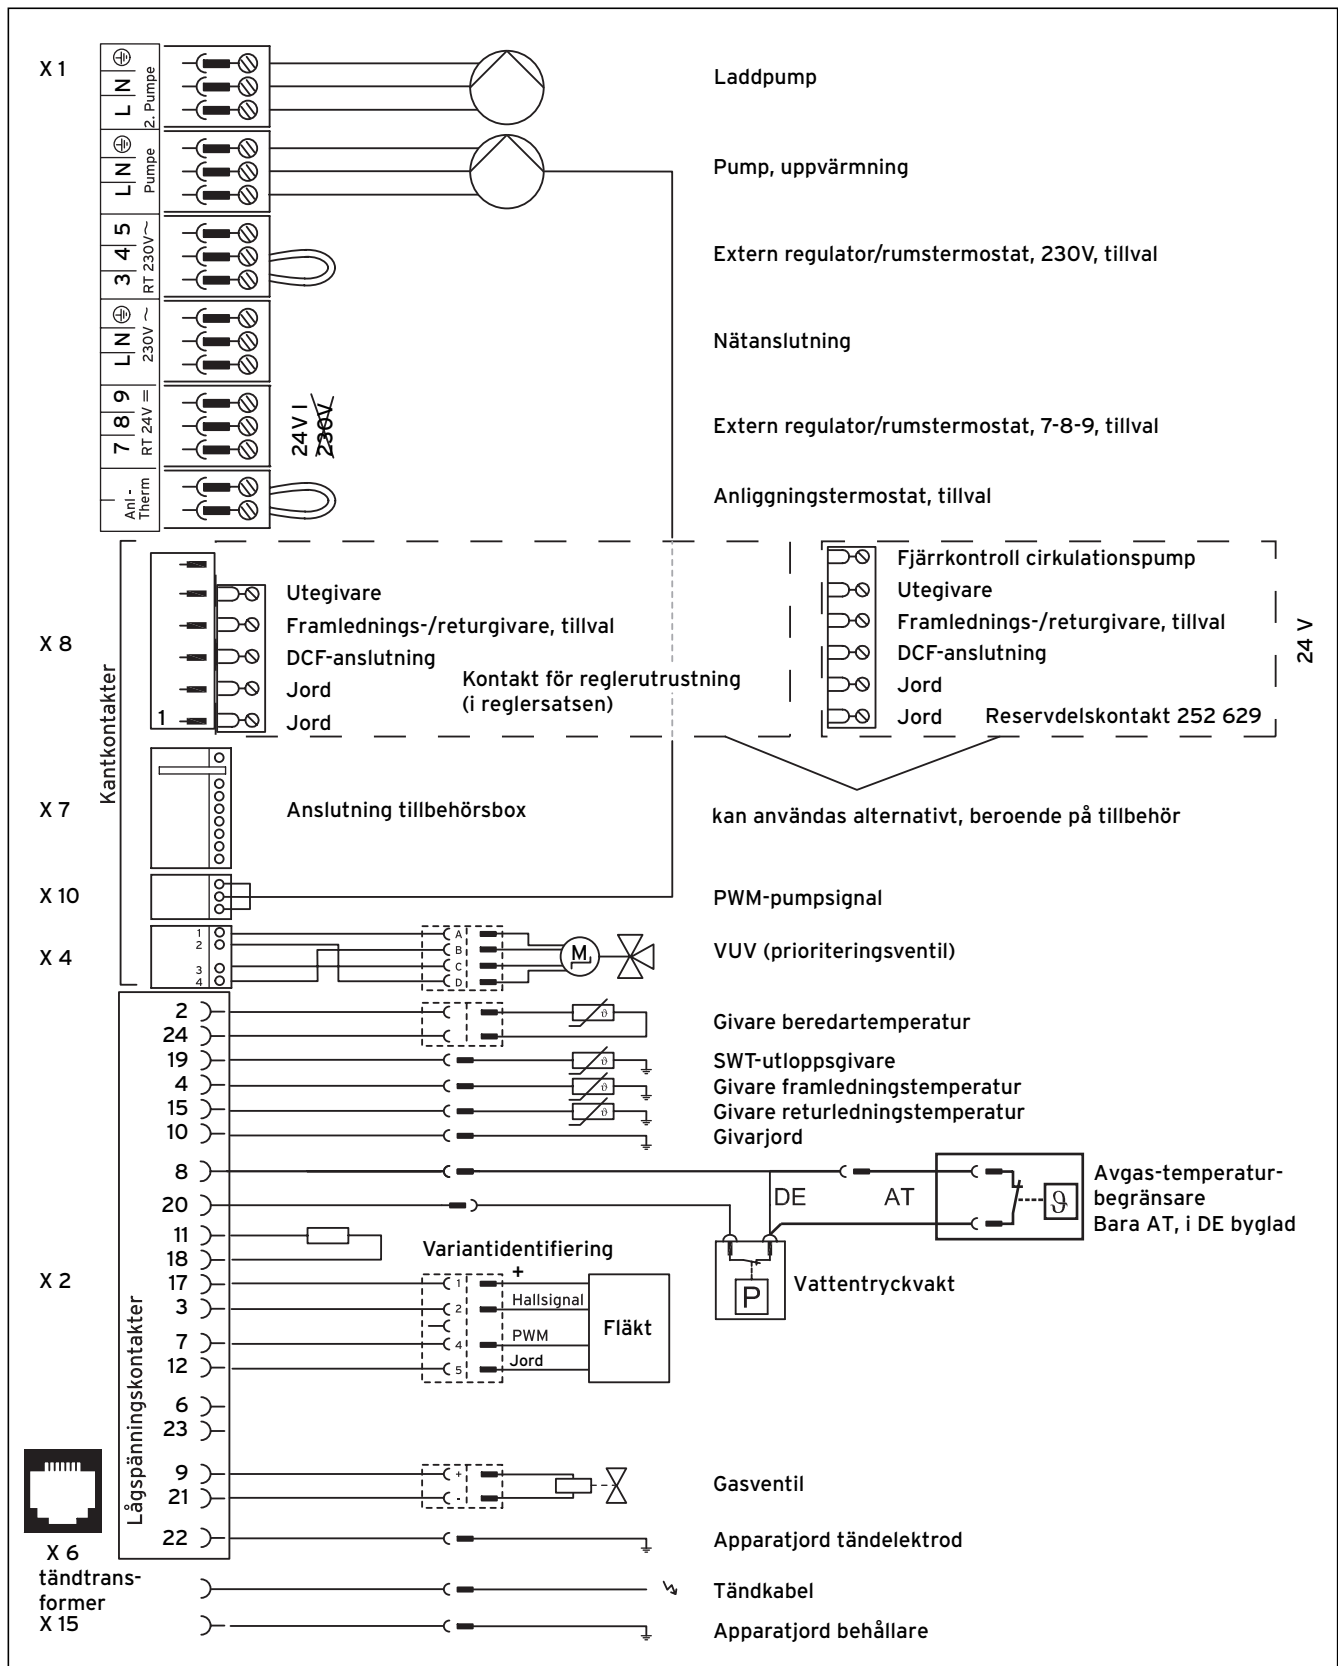 X 1
L N
2. Pumpe
Laddpump
L N
Pumpe
Pump, uppvärmning
3 4 5
RT 230V~
Extern regulator/rumstermostat, 230V, tillval
L N
230V ~
Nätanslutning
7 8 9
RT 24V =
24V !
230V
Extern regulator/rumstermostat, 7-8-9, tillval
Anl -
Therm
Anliggningstermostat, tillval
Kantkontakter
X 8
1
Utegivare
Framlednings-/returgivare, tillval
DCF-anslutning
Jord
Jord
Kontakt för reglerutrustning
(i reglersatsen)
Fjärrkontroll cirkulationspump
Utegivare
Framlednings-/returgivare, tillval
DCF-anslutning
Jord
Jord Reservdelskontakt 252 629
24 V
X 7
Anslutning tillbehörsbox
kan användas alternativt, beroende på tillbehör
X 10
PWM-pumpsignal
X 4
1
2
3
4
A
B
C
D
M
VUV (prioriteringsventil)
Lågspänningskontakter
X 2
2
24
ϑ
Givare beredartemperatur
19
ϑ
SWT-utloppsgivare
4
ϑ
Givare framledningstemperatur
15
ϑ
Givare returledningstemperatur
10
Givarjord
8
20
DE
AT
ϑ
Avgas-temperatur-
begränsare
Bara AT, i DE byglad
P
Vattentryckvakt
11
18
Variantidentifiering
17
3
7
12
1
2
4
5
+
Hallsignal
PWM
Jord
Fläkt
6
23
9
21
+
-
Gasventil
22
Apparatjord tändelektrod
X 6
tändtrans-
former
Tändkabel
X 15
Apparatjord behållare